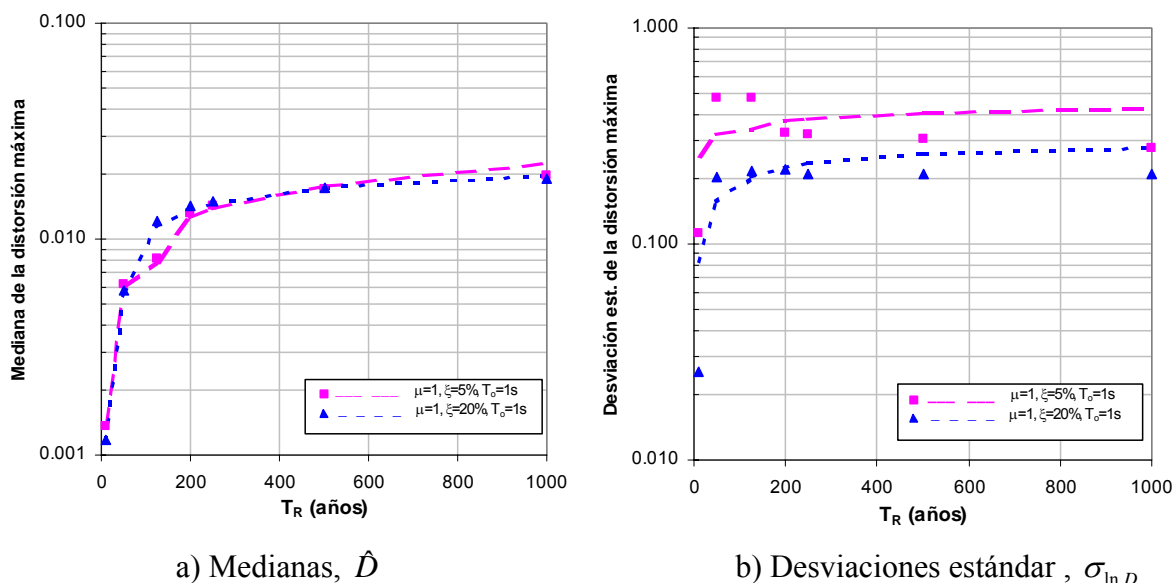 0.100
0.010
0.001
Mediana de la distorsión máxima
0 200 400 600 800 1000
T_R (años)
μ=1, ξ=5%, T_o=1s
μ=1, ξ=20%, T_o=1s
a) Medianas, D̂
1.000
0.100
0.010
Desviación est. de la distorsión máxima
0 200 400 600 800 1000
T_R (años)
μ=1, ξ=5%, T_o=1s
μ=1, ξ=20%, T_o=1s
b) Desviaciones estándar , σ_ln D